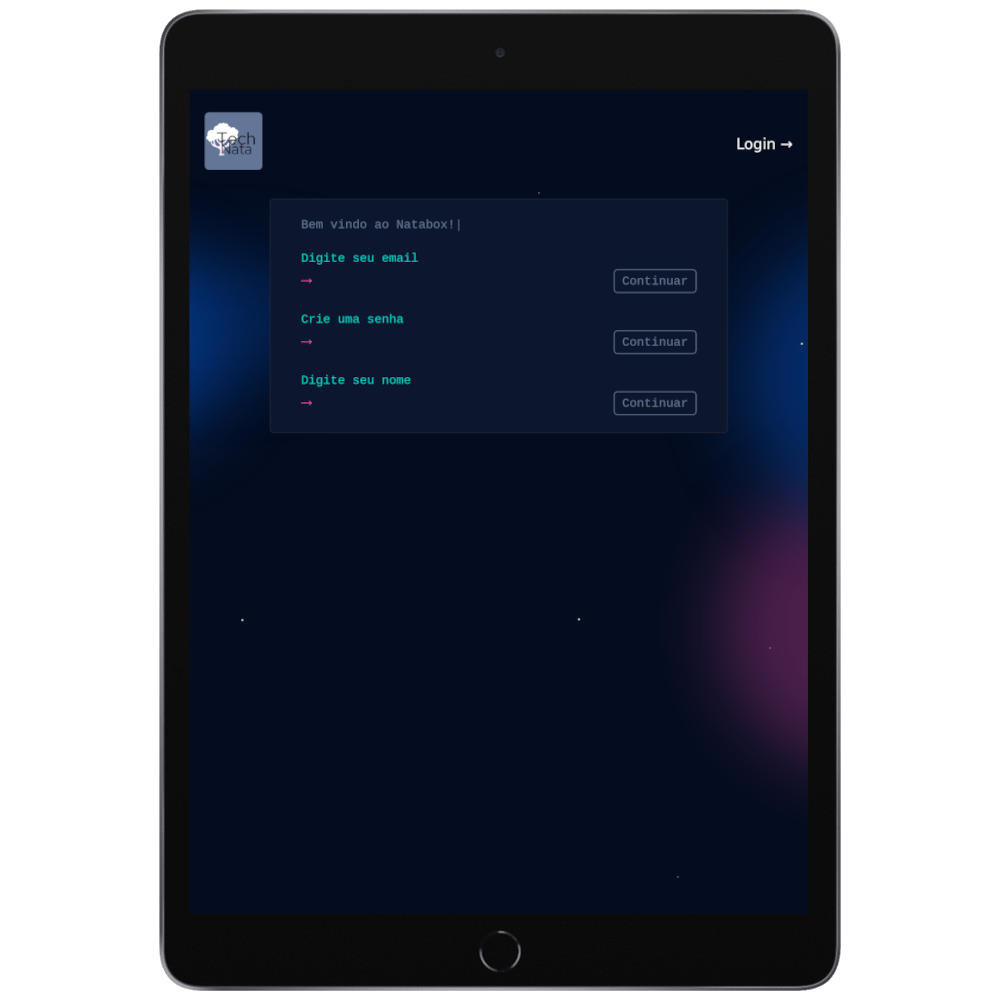 Tech
Nata
Login →
Bem vindo ao Natabox!|
Digite seu email
→
Continuar
Crie uma senha
→
Continuar
Digite seu nome
→
Continuar